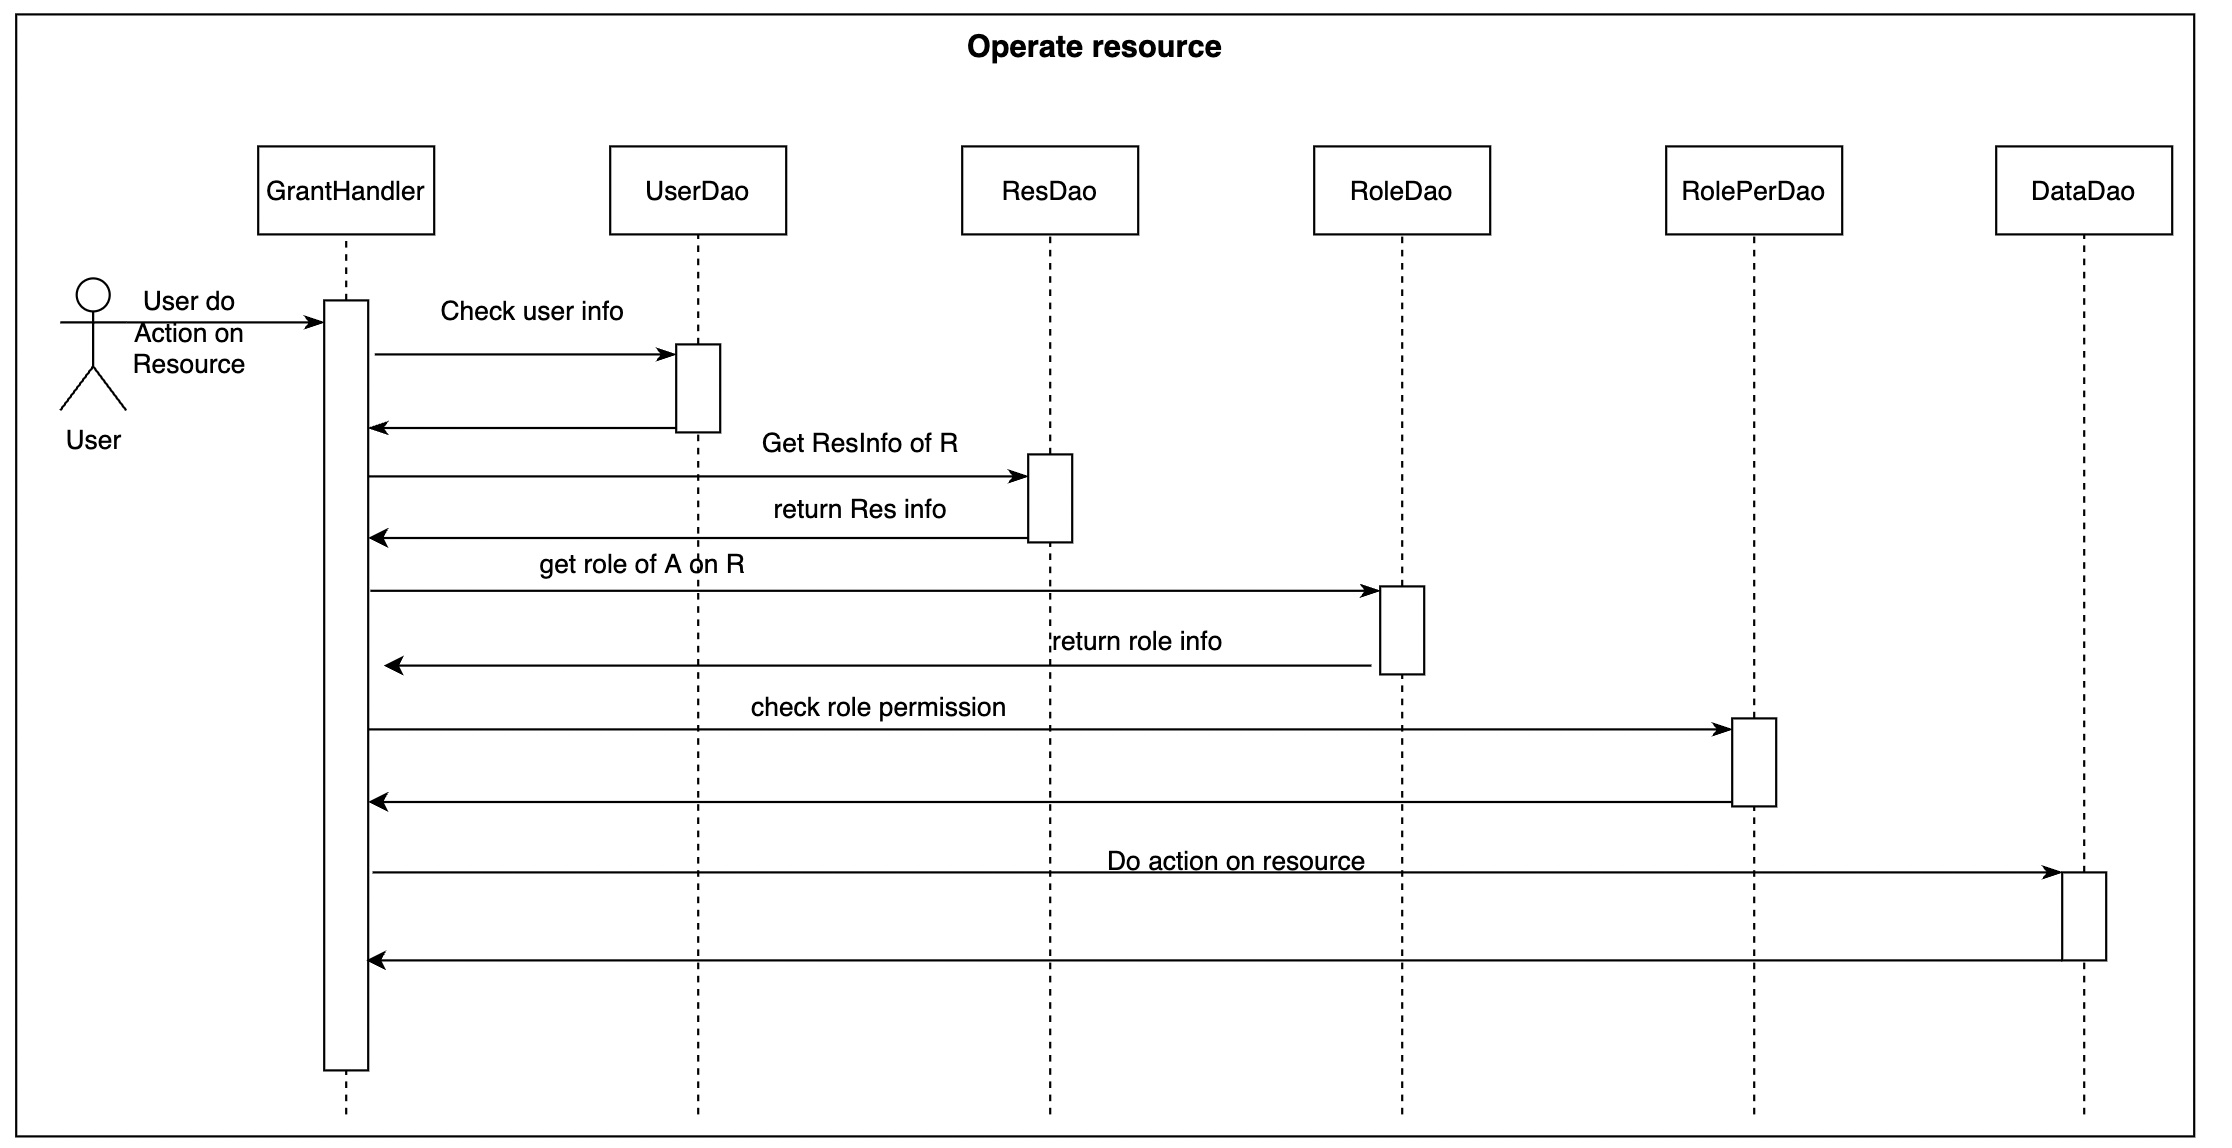 Operate resource
GrantHandler
UserDao
ResDao
RoleDao
RolePerDao
DataDao
User do
Action on
Resource
User
Check user info
Get ResInfo of R
return Res info
get role of A on R
return role info
check role permission
Do action on resource